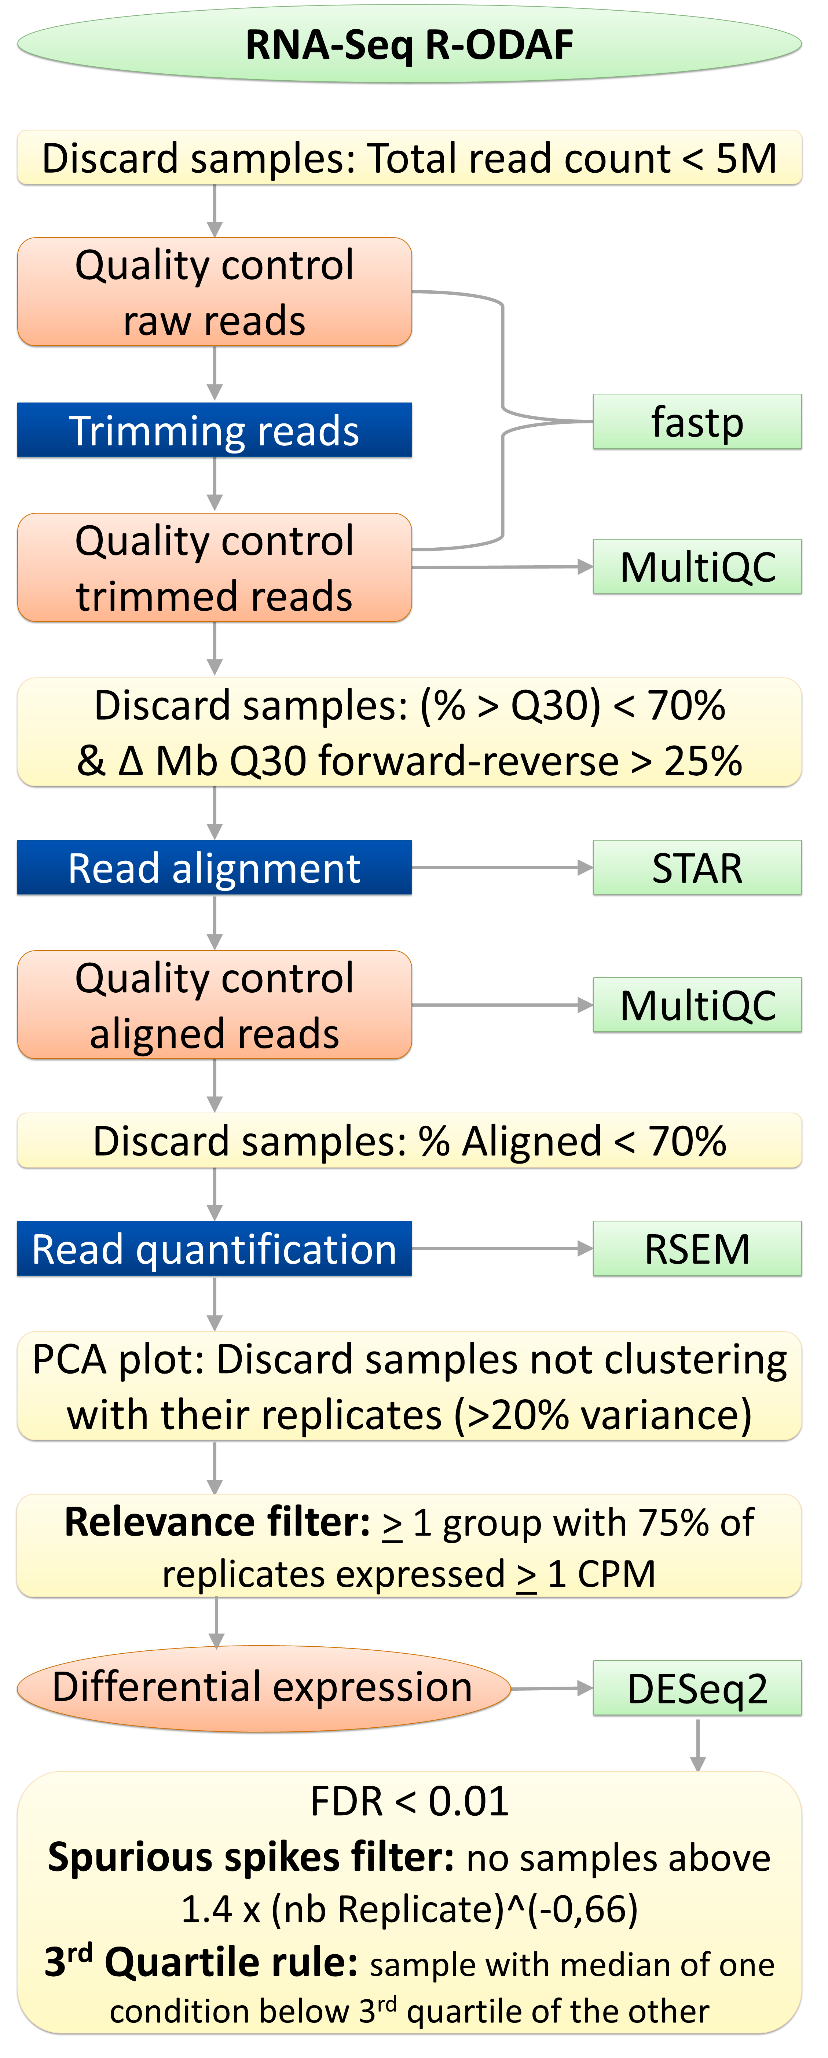 RNA-Seq R-ODAF
Discard samples: Total read count < 5M
Quality control
raw reads
Trimming reads
fastp
Quality control
trimmed reads
MultiQC
Discard samples: (% > Q30) < 70%
& Δ Mb Q30 forward-reverse > 25%
Read alignment
STAR
Quality control
aligned reads
MultiQC
Discard samples: % Aligned < 70%
Read quantification
RSEM
PCA plot: Discard samples not clustering
with their replicates (>20% variance)
Relevance filter: ≥ 1 group with 75% of
replicates expressed ≥ 1 CPM
Differential expression
DESeq2
FDR < 0.01
Spurious spikes filter: no samples above
1.4 x (nb Replicate)^(-0,66)
3rd Quartile rule: sample with median of one
condition below 3rd quartile of the other